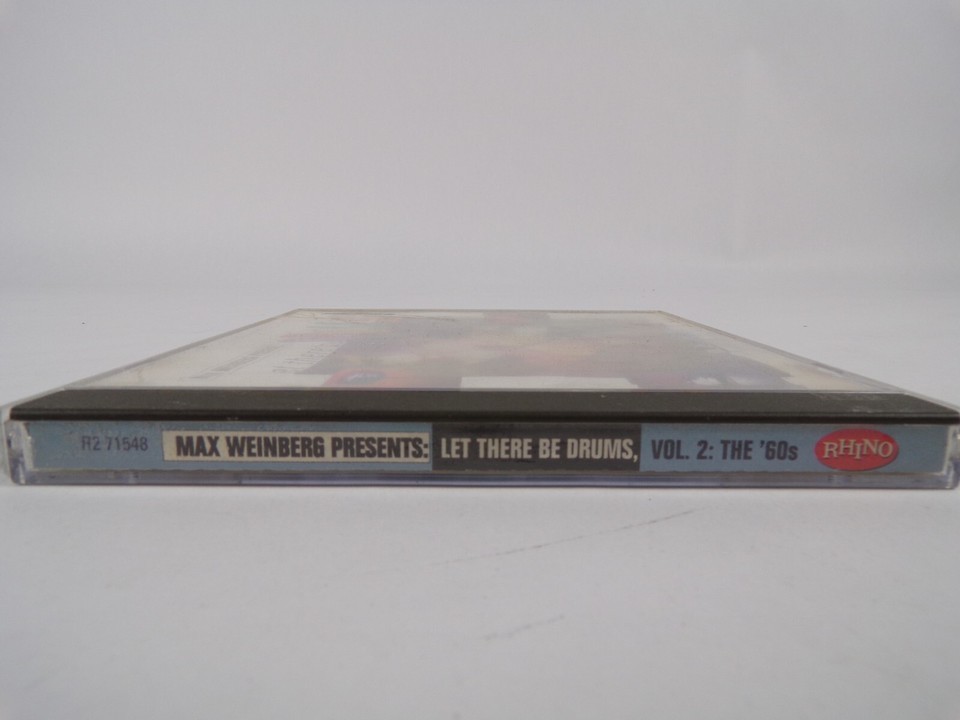 R2 71548 MAX WEINBERG PRESENTS: LET THERE BE DRUMS, VOL. 2: THE '60s RHINO